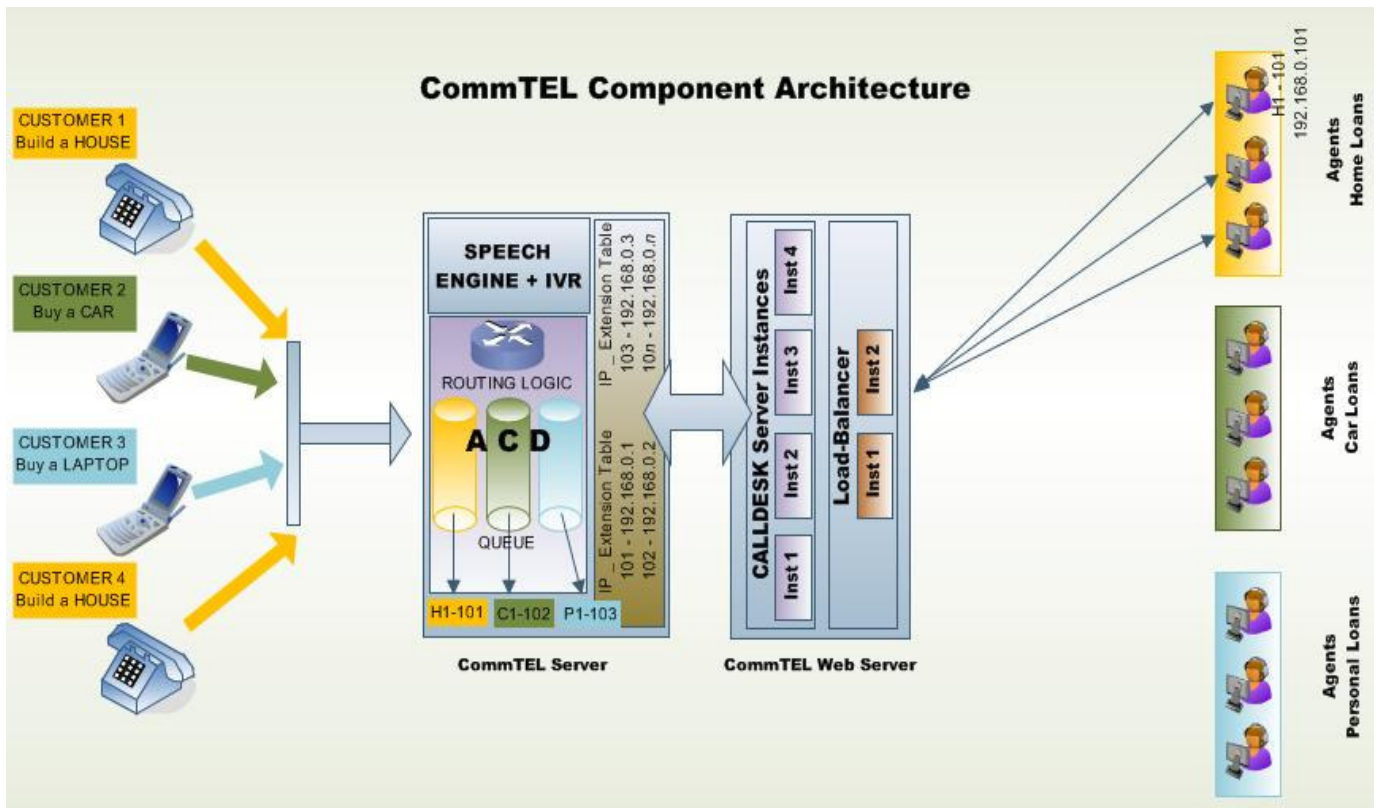 CommTEL Component Architecture
CUSTOMER 1
Build a HOUSE
CUSTOMER 2
Buy a CAR
CUSTOMER 3
Buy a LAPTOP
CUSTOMER 4
Build a HOUSE
SPEECH
ENGINE + IVR
ROUTING LOGIC
A C D
QUEUE
H1-101
C1-102
P1-103
IP _ Extension Table
101 - 192.168.0.1
102 - 192.168.0.2
IP _ Extension Table
103 - 192.168.0.3
10n - 192.168.0.n
CommTEL Server
CALLDESK Server Instances
Inst 1
Inst 2
Inst 3
Inst 4
Load-Balancer
Inst 1
Inst 2
CommTEL Web Server
H1 - 101
192.168.0.101
Agents
Home Loans
Agents
Car Loans
Agents
Personal Loans